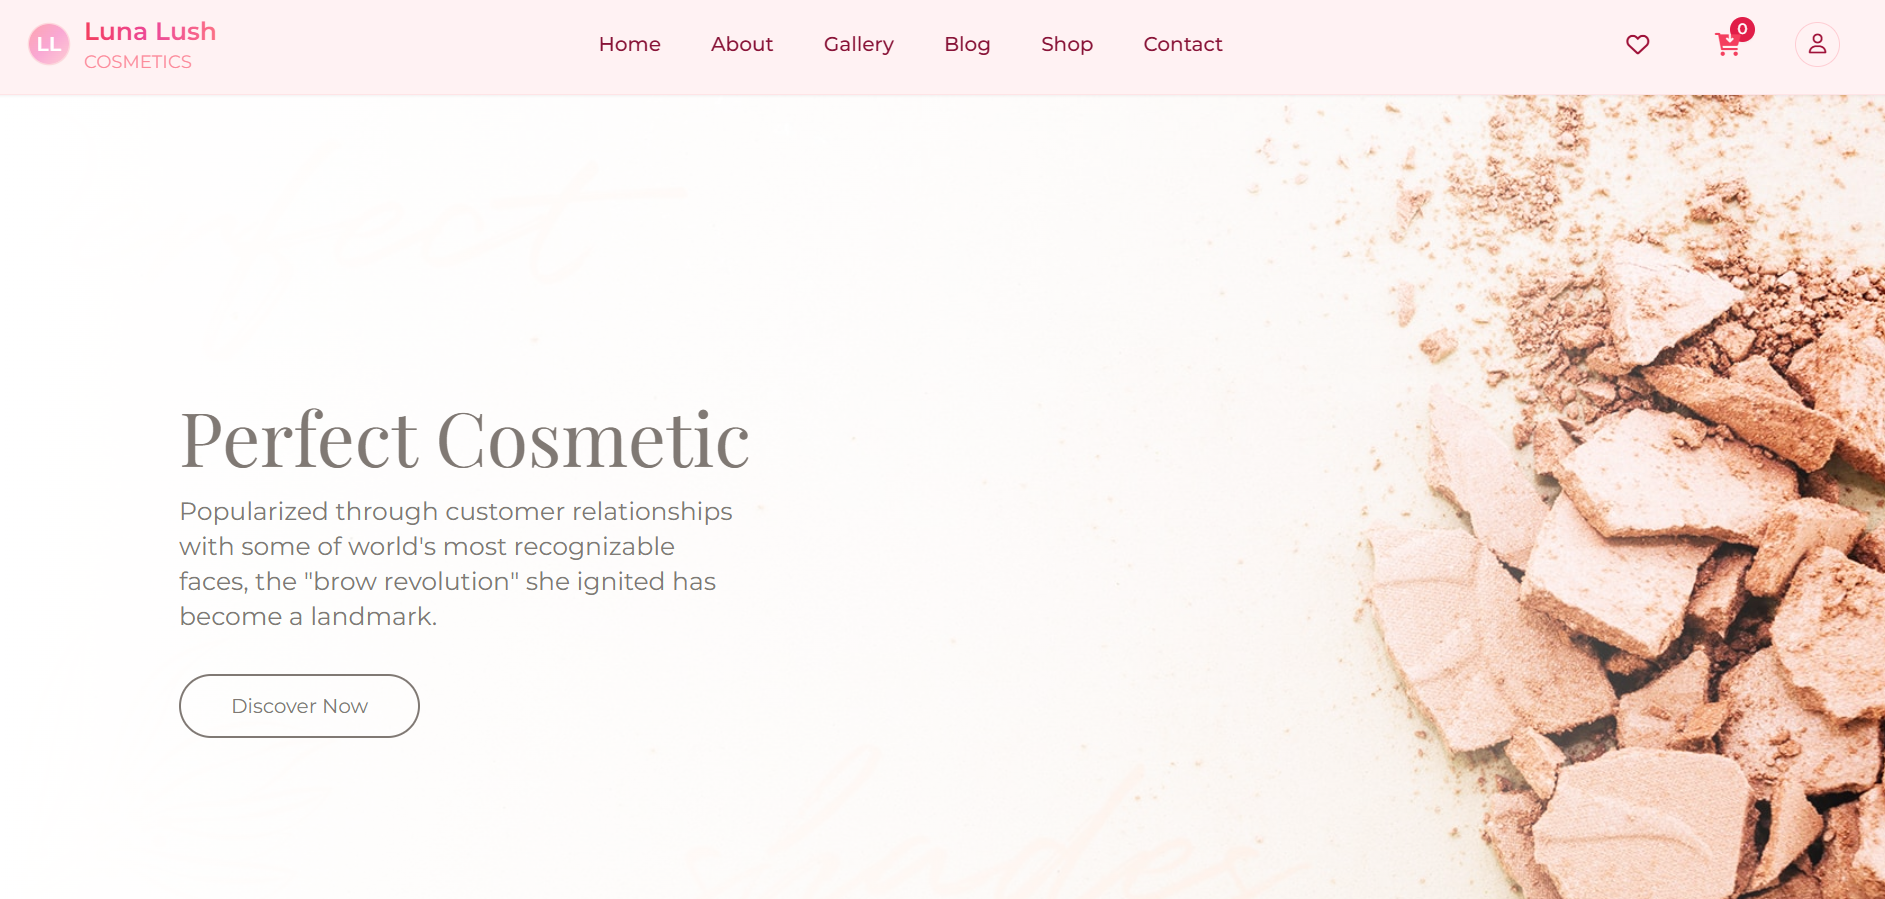 LL
Luna Lush
COSMETICS
Home About Gallery Blog Shop Contact
0
Perfect Cosmetic
Popularized through customer relationships
with some of world's most recognizable
faces, the "brow revolution" she ignited has
become a landmark.
Discover Now